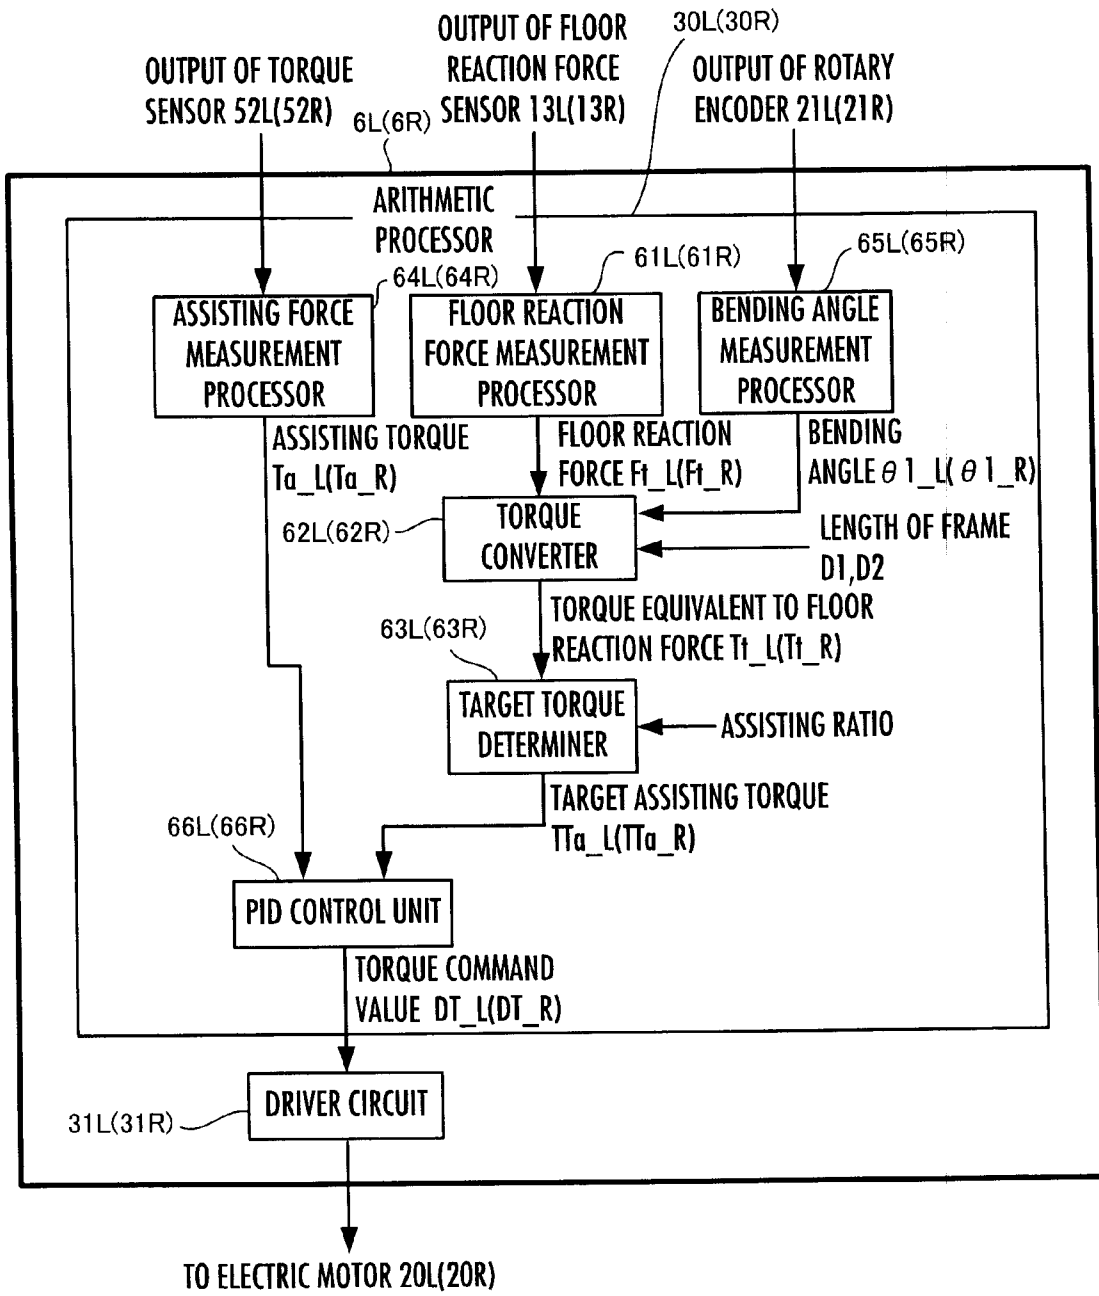 OUTPUT OF TORQUE
SENSOR 52L(52R)
OUTPUT OF FLOOR
REACTION FORCE
SENSOR 13L(13R)
30L(30R)
OUTPUT OF ROTARY
ENCODER 21L(21R)
6L(6R)
ARITHMETIC
PROCESSOR
64L(64R)
61L(61R)
65L(65R)
ASSISTING FORCE
MEASUREMENT
PROCESSOR
FLOOR REACTION
FORCE MEASUREMENT
PROCESSOR
BENDING ANGLE
MEASUREMENT
PROCESSOR
ASSISTING TORQUE
Ta_L(Ta_R)
FLOOR REACTION
FORCE Ft_L(Ft_R)
BENDING
ANGLE θ1_L(θ1_R)
62L(62R)
TORQUE
CONVERTER
LENGTH OF FRAME
D1,D2
TORQUE EQUIVALENT TO FLOOR
REACTION FORCE Tt_L(Tt_R)
63L(63R)
TARGET TORQUE
DETERMINER
ASSISTING RATIO
TARGET ASSISTING TORQUE
TTa_L(TTa_R)
66L(66R)
PID CONTROL UNIT
TORQUE COMMAND
VALUE DT_L(DT_R)
DRIVER CIRCUIT
31L(31R)
TO ELECTRIC MOTOR 20L(20R)